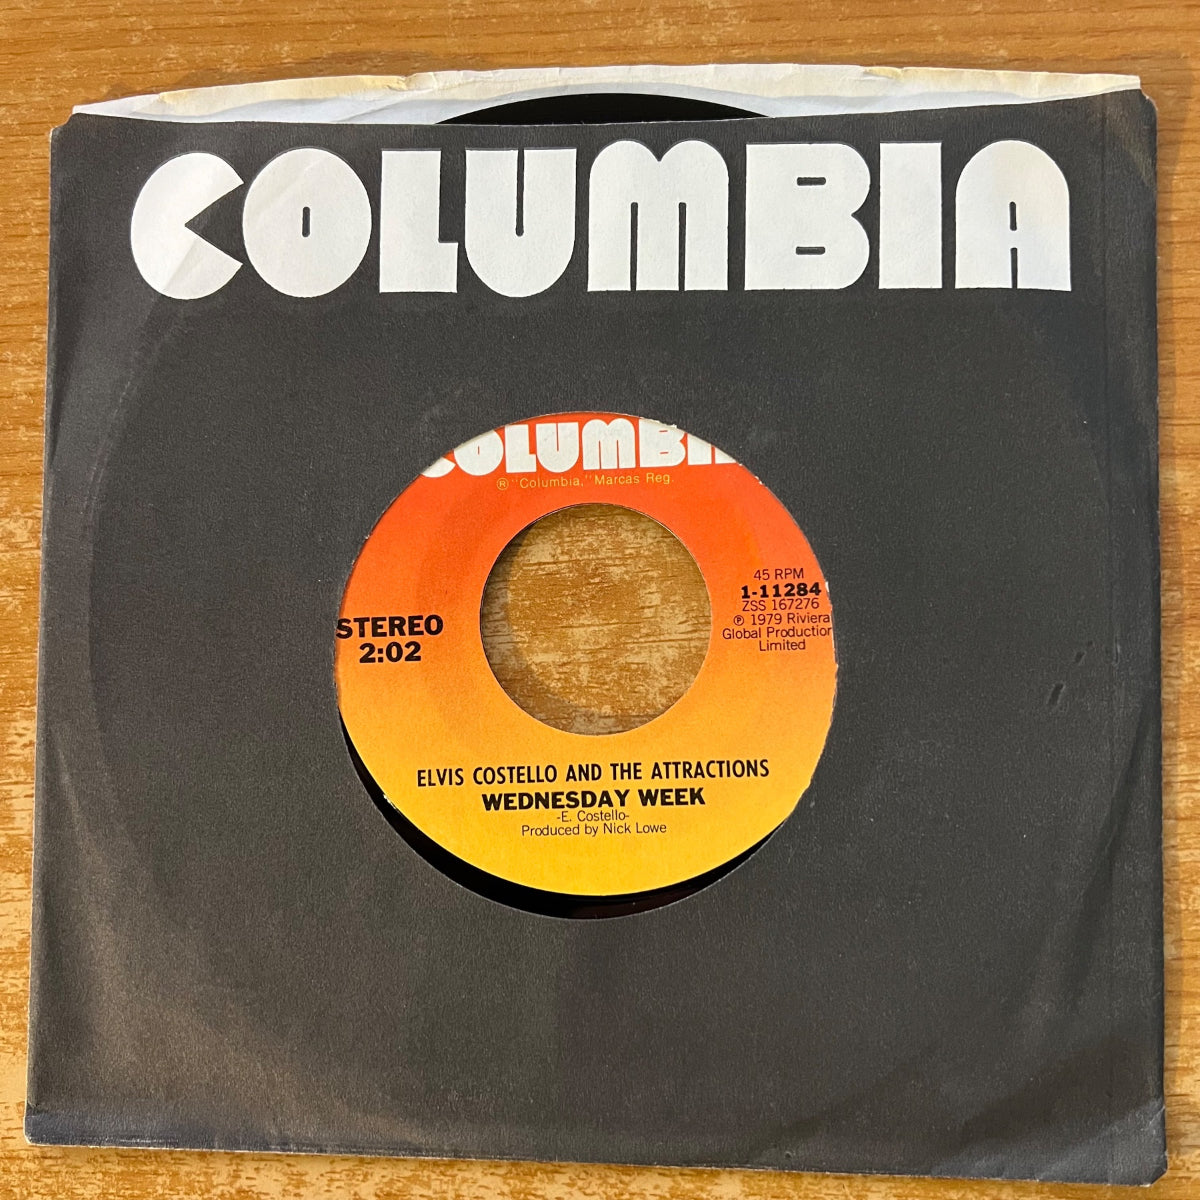 COLUMBIA
COLUMBIA
® "Columbia," Marcas Reg.
45 RPM
1-11284
ZSS 167276
℗ 1979 Riviera
Global Production
Limited
STEREO
2:02
ELVIS COSTELLO AND THE ATTRACTIONS
WEDNESDAY WEEK
-E. Costello-
Produced by Nick Lowe